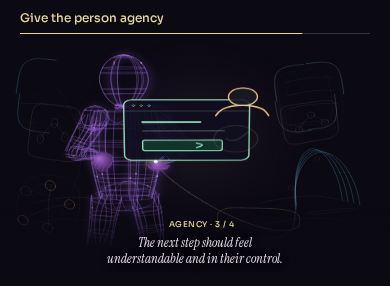 Give the person agency
AGENCY · 3 / 4
The next step should feel
understandable and in their control.